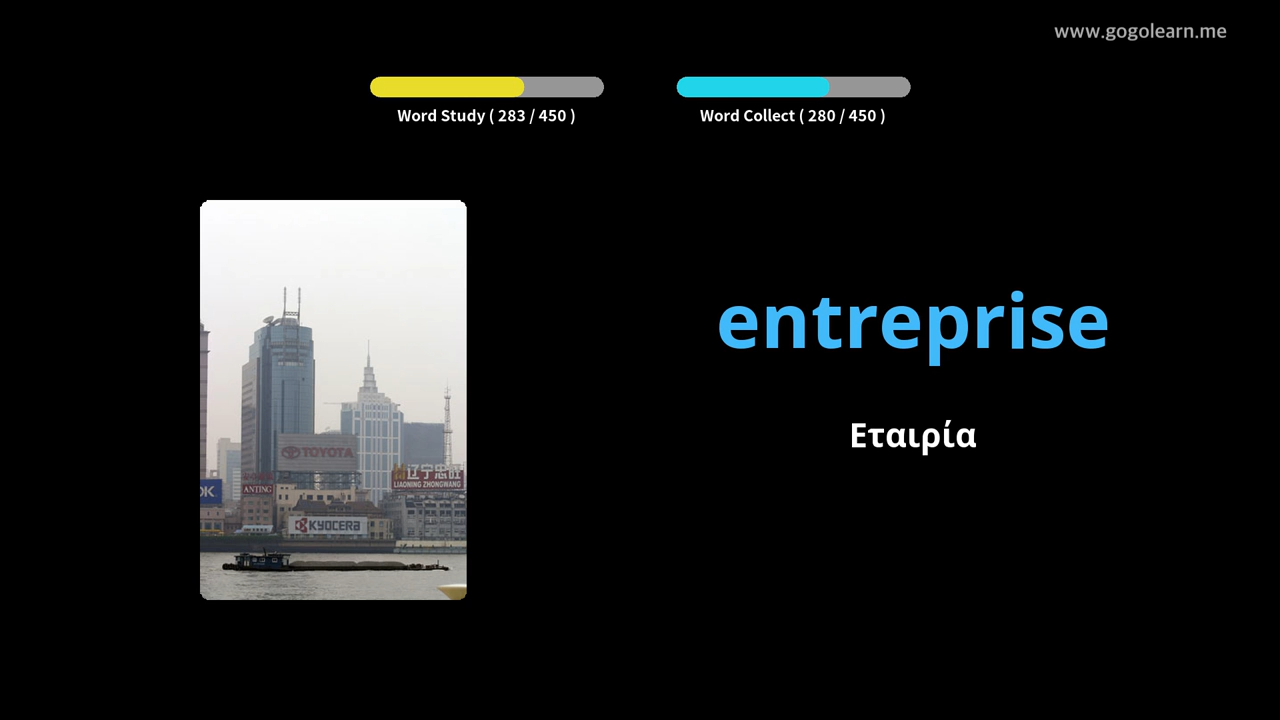 www.gogolearn.me
Word Study ( 283 / 450 )
Word Collect ( 280 / 450 )
entreprise
Εταιρία
TOYOTA
辽宁忠旺
LIAONING ZHONGWANG
ANTING
KYOCERA